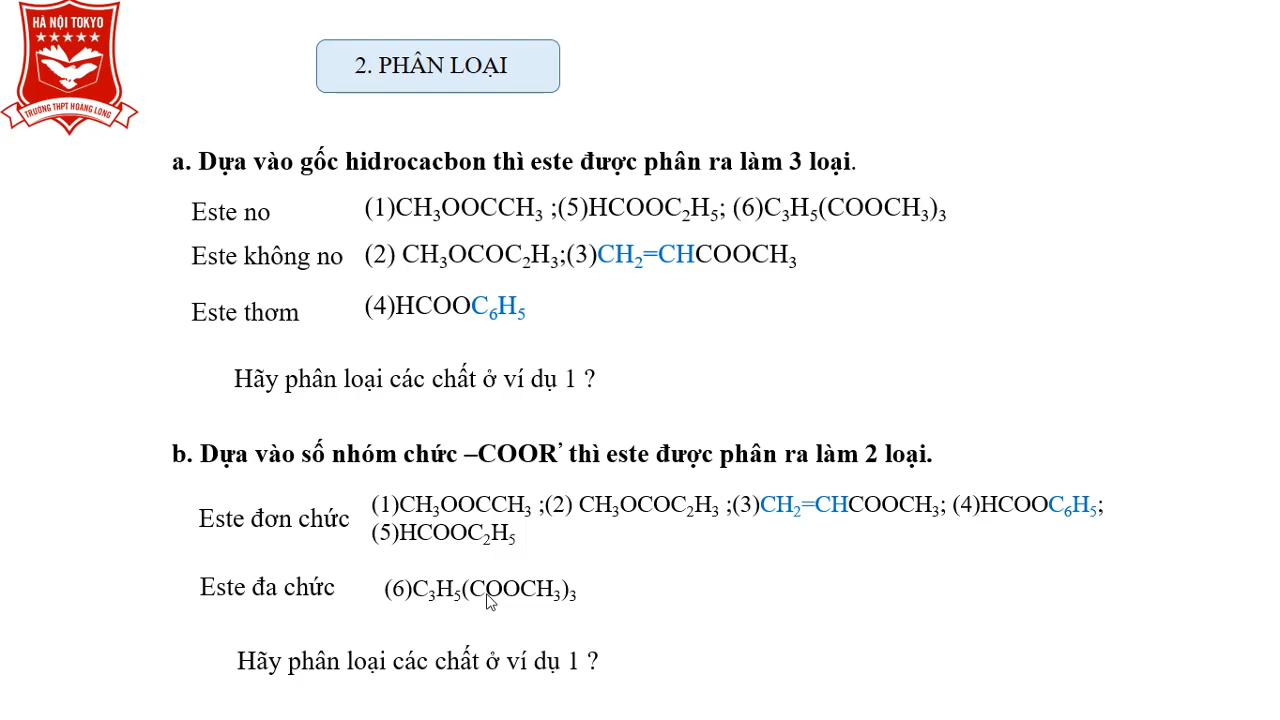 HÀ NỘI TOKYO
TRƯỜNG THPT HOÀNG LONG
2. PHÂN LOẠI
a. Dựa vào gốc hidrocacbon thì este được phân ra làm 3 loại.
Este no (1)CH₃OOCCH₃ ;(5)HCOOC₂H₅; (6)C₃H₅(COOCH₃)₃
Este không no (2) CH₃OCOC₂H₃;(3)CH₂=CHCOOCH₃
Este thơm (4)HCOOC₆H₅
Hãy phân loại các chất ở ví dụ 1 ?
b. Dựa vào số nhóm chức –COOR’ thì este được phân ra làm 2 loại.
Este đơn chức (1)CH₃OOCCH₃ ;(2) CH₃OCOC₂H₃ ;(3)CH₂=CHCOOCH₃; (4)HCOOC₆H₅;
(5)HCOOC₂H₅
Este đa chức (6)C₃H₅(COOCH₃)₃
Hãy phân loại các chất ở ví dụ 1 ?